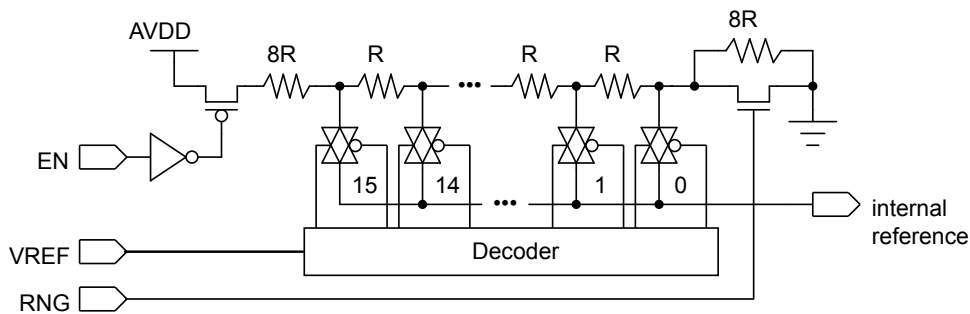 AVDD
8R
R
R
R
8R
•••
EN
15
14
1
0
•••
internal
reference
VREF
Decoder
RNG